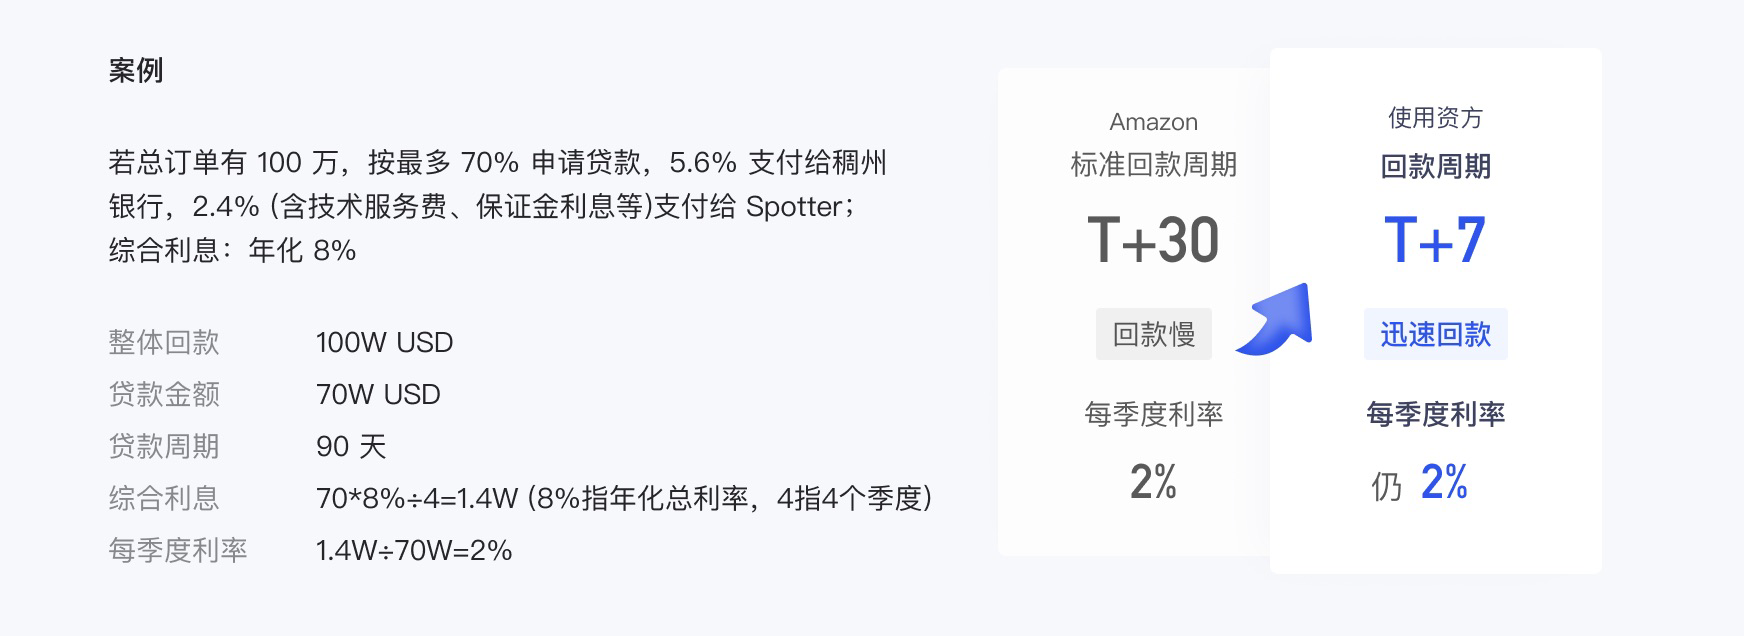 案例
若总订单有 100 万，按最多 70% 申请贷款，5.6% 支付给稠州
银行，2.4% (含技术服务费、保证金利息等)支付给 Spotter；
综合利息：年化 8%
整体回款 100W USD
贷款金额 70W USD
贷款周期 90 天
综合利息 70*8%÷4=1.4W (8%指年化总利率，4指4个季度)
每季度利率 1.4W÷70W=2%
Amazon
标准回款周期
T+30
回款慢
每季度利率
2%
使用资方
回款周期
T+7
迅速回款
每季度利率
仍 2%